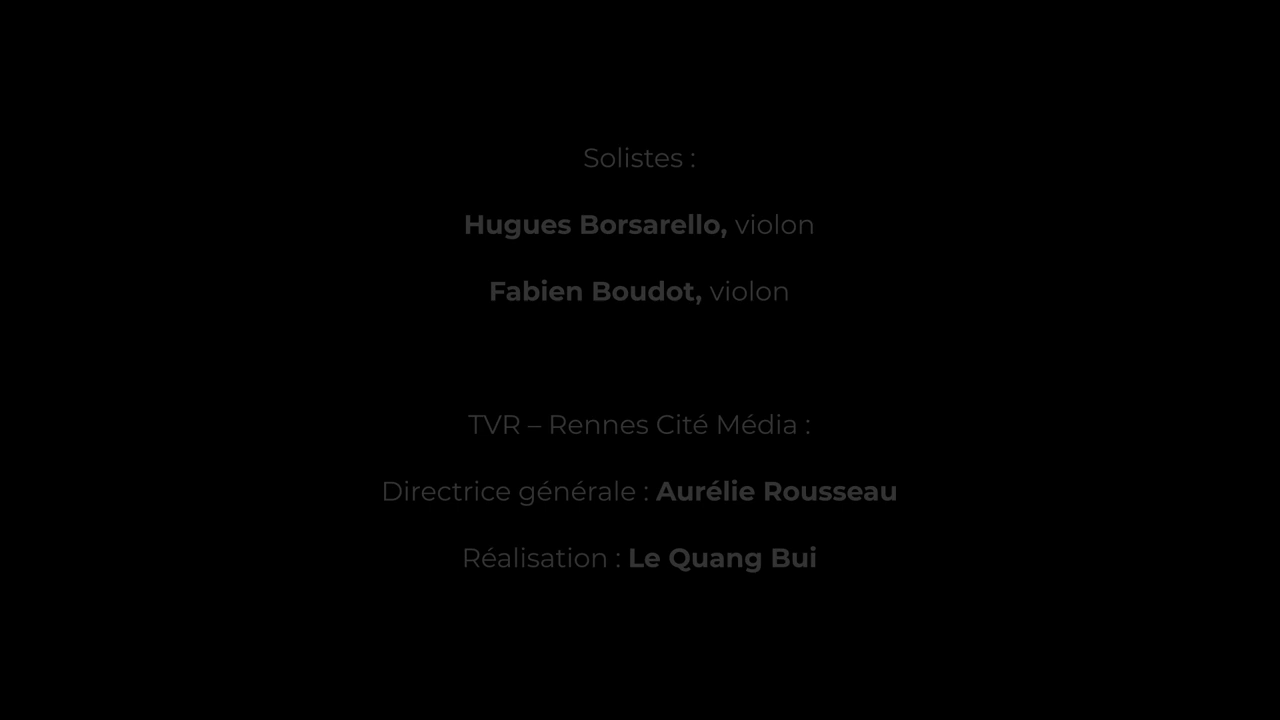 Solistes :
Hugues Borsarello, violon
Fabien Boudot, violon
TVR – Rennes Cité Média :
Directrice générale : Aurélie Rousseau
Réalisation : Le Quang Bui